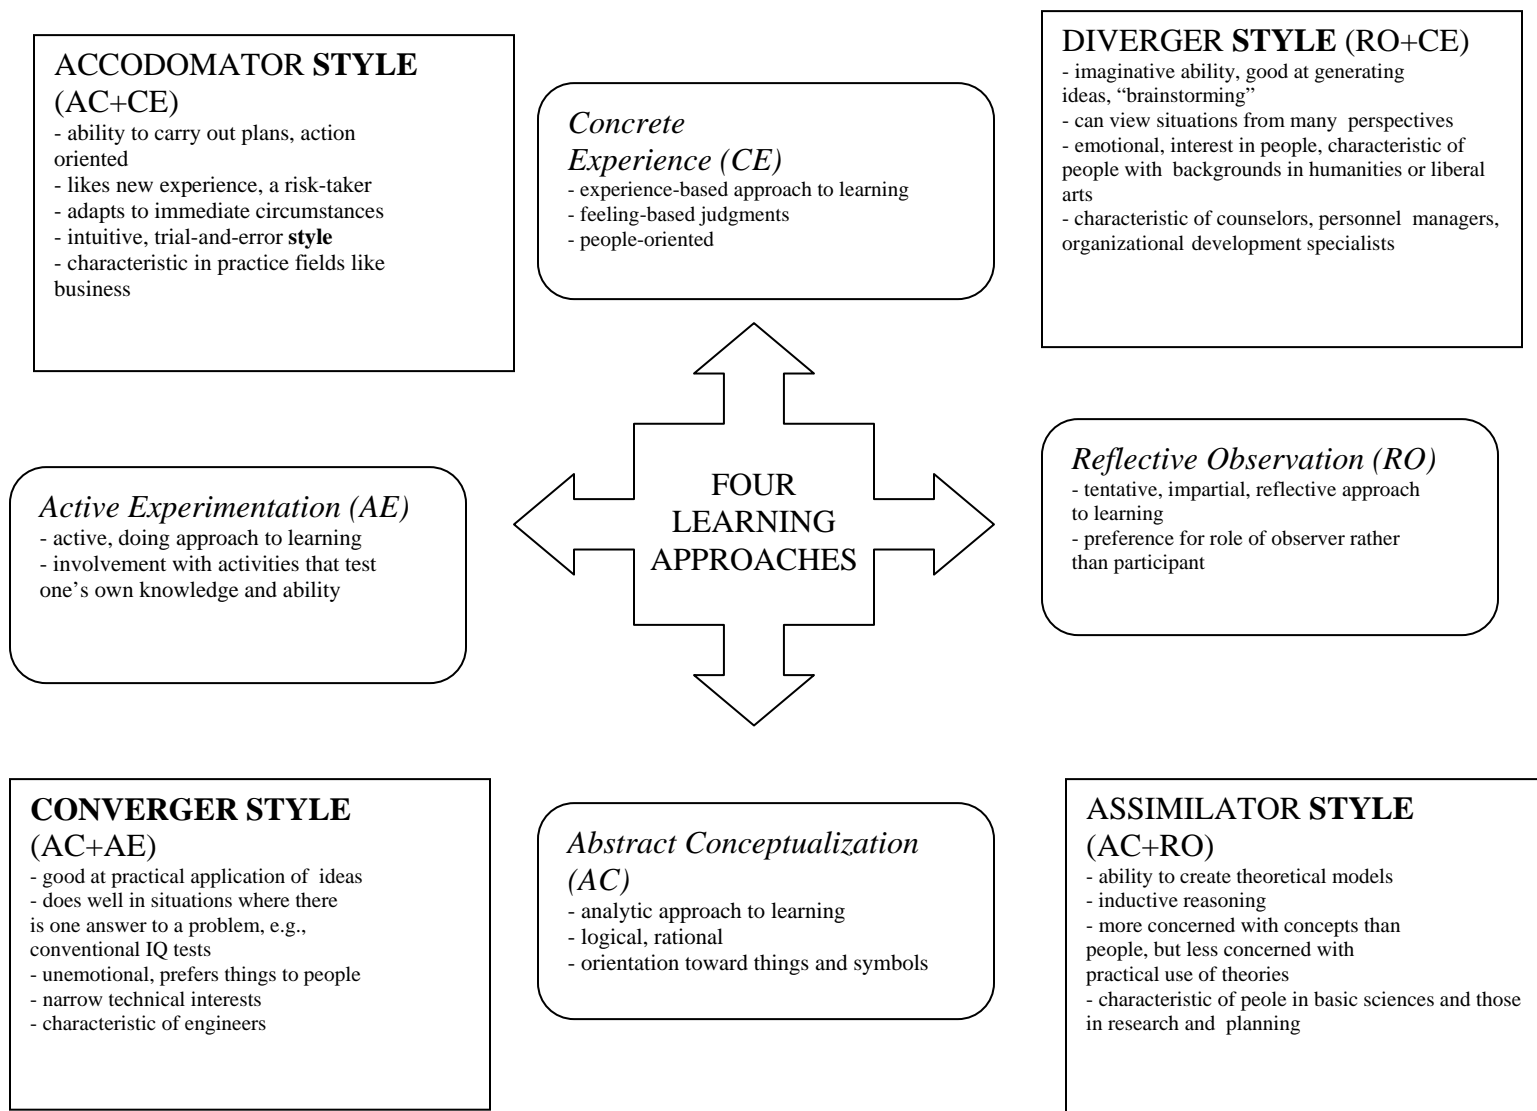 ACCODOMATOR STYLE
(AC+CE)
- ability to carry out plans, action
oriented
- likes new experience, a risk-taker
- adapts to immediate circumstances
- intuitive, trial-and-error style
- characteristic in practice fields like
business
Concrete
Experience (CE)
- experience-based approach to learning
- feeling-based judgments
- people-oriented
DIVERGER STYLE (RO+CE)
- imaginative ability, good at generating
ideas, “brainstorming”
- can view situations from many perspectives
- emotional, interest in people, characteristic of
people with backgrounds in humanities or liberal
arts
- characteristic of counselors, personnel managers,
organizational development specialists
Active Experimentation (AE)
- active, doing approach to learning
- involvement with activities that test
one’s own knowledge and ability
FOUR
LEARNING
APPROACHES
Reflective Observation (RO)
- tentative, impartial, reflective approach
to learning
- preference for role of observer rather
than participant
CONVERGER STYLE
(AC+AE)
- good at practical application of ideas
- does well in situations where there
is one answer to a problem, e.g.,
conventional IQ tests
- unemotional, prefers things to people
- narrow technical interests
- characteristic of engineers
Abstract Conceptualization
(AC)
- analytic approach to learning
- logical, rational
- orientation toward things and symbols
ASSIMILATOR STYLE
(AC+RO)
- ability to create theoretical models
- inductive reasoning
- more concerned with concepts than
people, but less concerned with
practical use of theories
- characteristic of peole in basic sciences and those
in research and planning